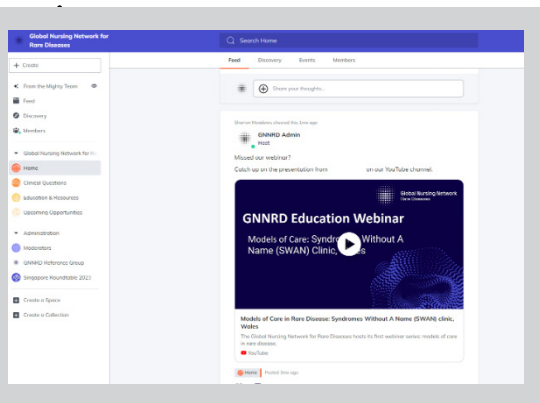 Global Nursing Network for
Rare Diseases
Search Home
+ Create
From the Mighty Team
Feed
Discovery
Members
Global Nursing Network for
Home
Clinical Questions
Education & Resources
Upcoming Opportunities
Administration
Moderators
GNNRD Reference Group
Singapore Roundtable 2023
Create a Space
Create a Collection
Feed Discovery Events Members
Share your thoughts...
GNNRD Admin
Host
Missed our webinar?
Catch up on the presentation from on our YouTube channel.
Global Nursing Network
Rare Diseases
GNNRD Education Webinar
Models of Care: Without A
Name (SWAN) Clinic,
Models of Care in Rare Disease: Syndromes Without A Name (SWAN) clinic,
Wales
The Global Nursing Network for Rare Diseases hosts its first webinar series: models of care
in rare disease.
YouTube
Home Posted 1mo ago